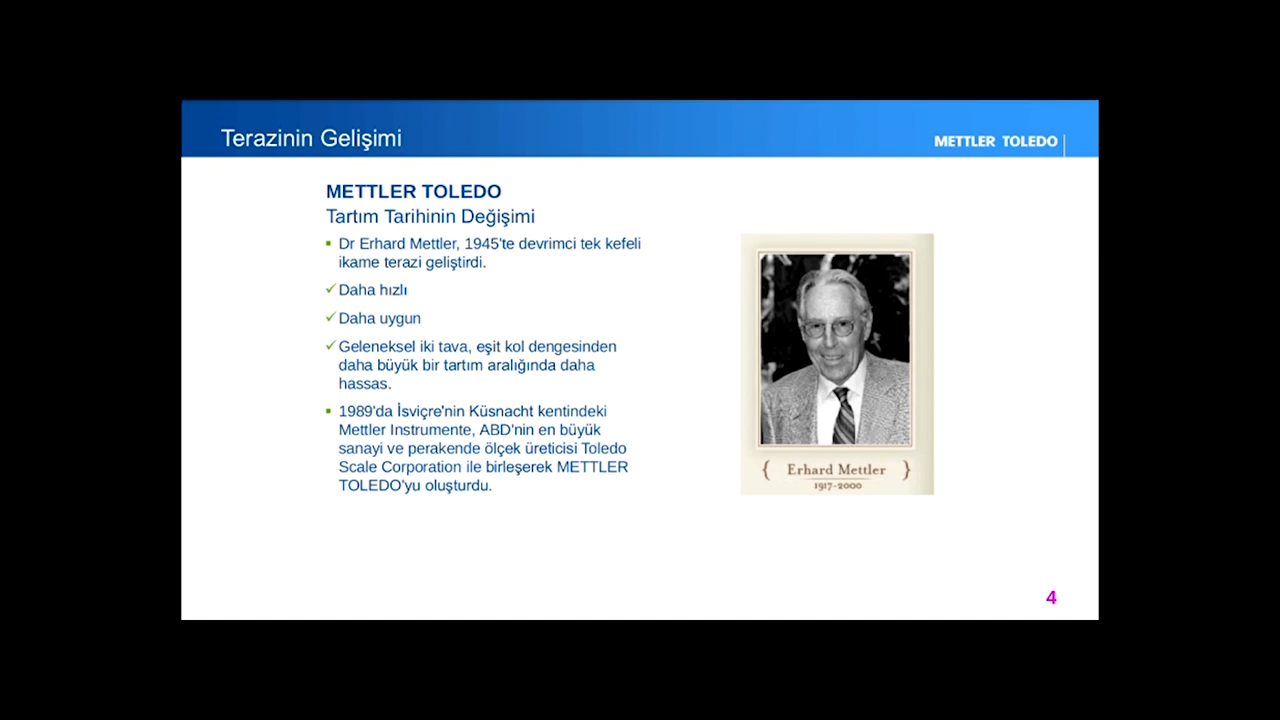 Terazinin Gelişimi
METTLER TOLEDO
METTLER TOLEDO
Tartım Tarihinin Değişimi
Dr Erhard Mettler, 1945'te devrimci tek kefeli
ikame terazi geliştirdi.
Daha hızlı
Daha uygun
Geleneksel iki tava, eşit kol dengesinden
daha büyük bir tartım aralığında daha
hassas.
1989'da İsviçre'nin Küsnacht kentindeki
Mettler Instrumente, ABD'nin en büyük
sanayi ve perakende ölçek üreticisi Toledo
Scale Corporation ile birleşerek METTLER
TOLEDO'yu oluşturdu.
{ Erhard Mettler }
1917-2000
4